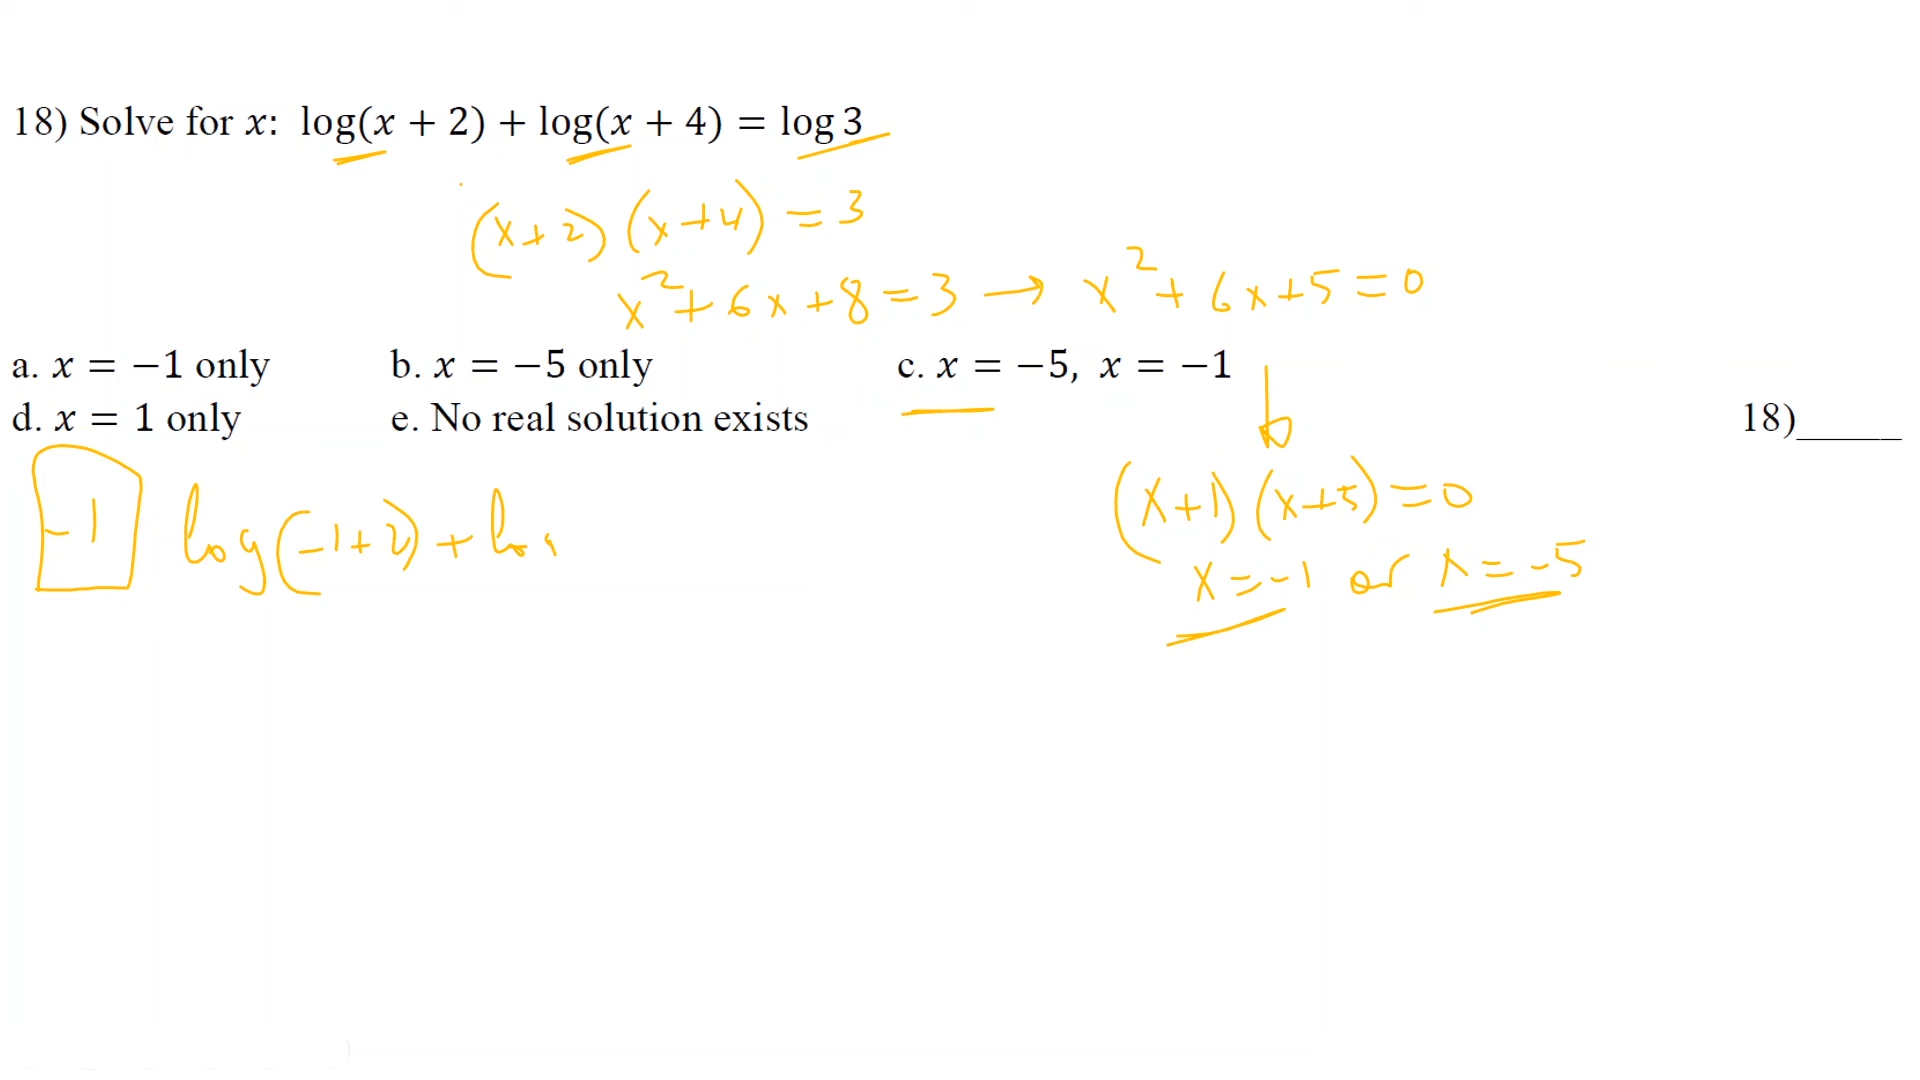 18) Solve for x: log(x + 2) + log(x + 4) = log 3
(x+2)(x+4)=3
x²+6x+8=3 → x²+6x+5=0
a. x = −1 only b. x = −5 only c. x = −5, x = −1
d. x = 1 only e. No real solution exists 18)_____
(x+1)(x+5)=0
-1 log(-1+2)+lo
x=-1 or x=-5